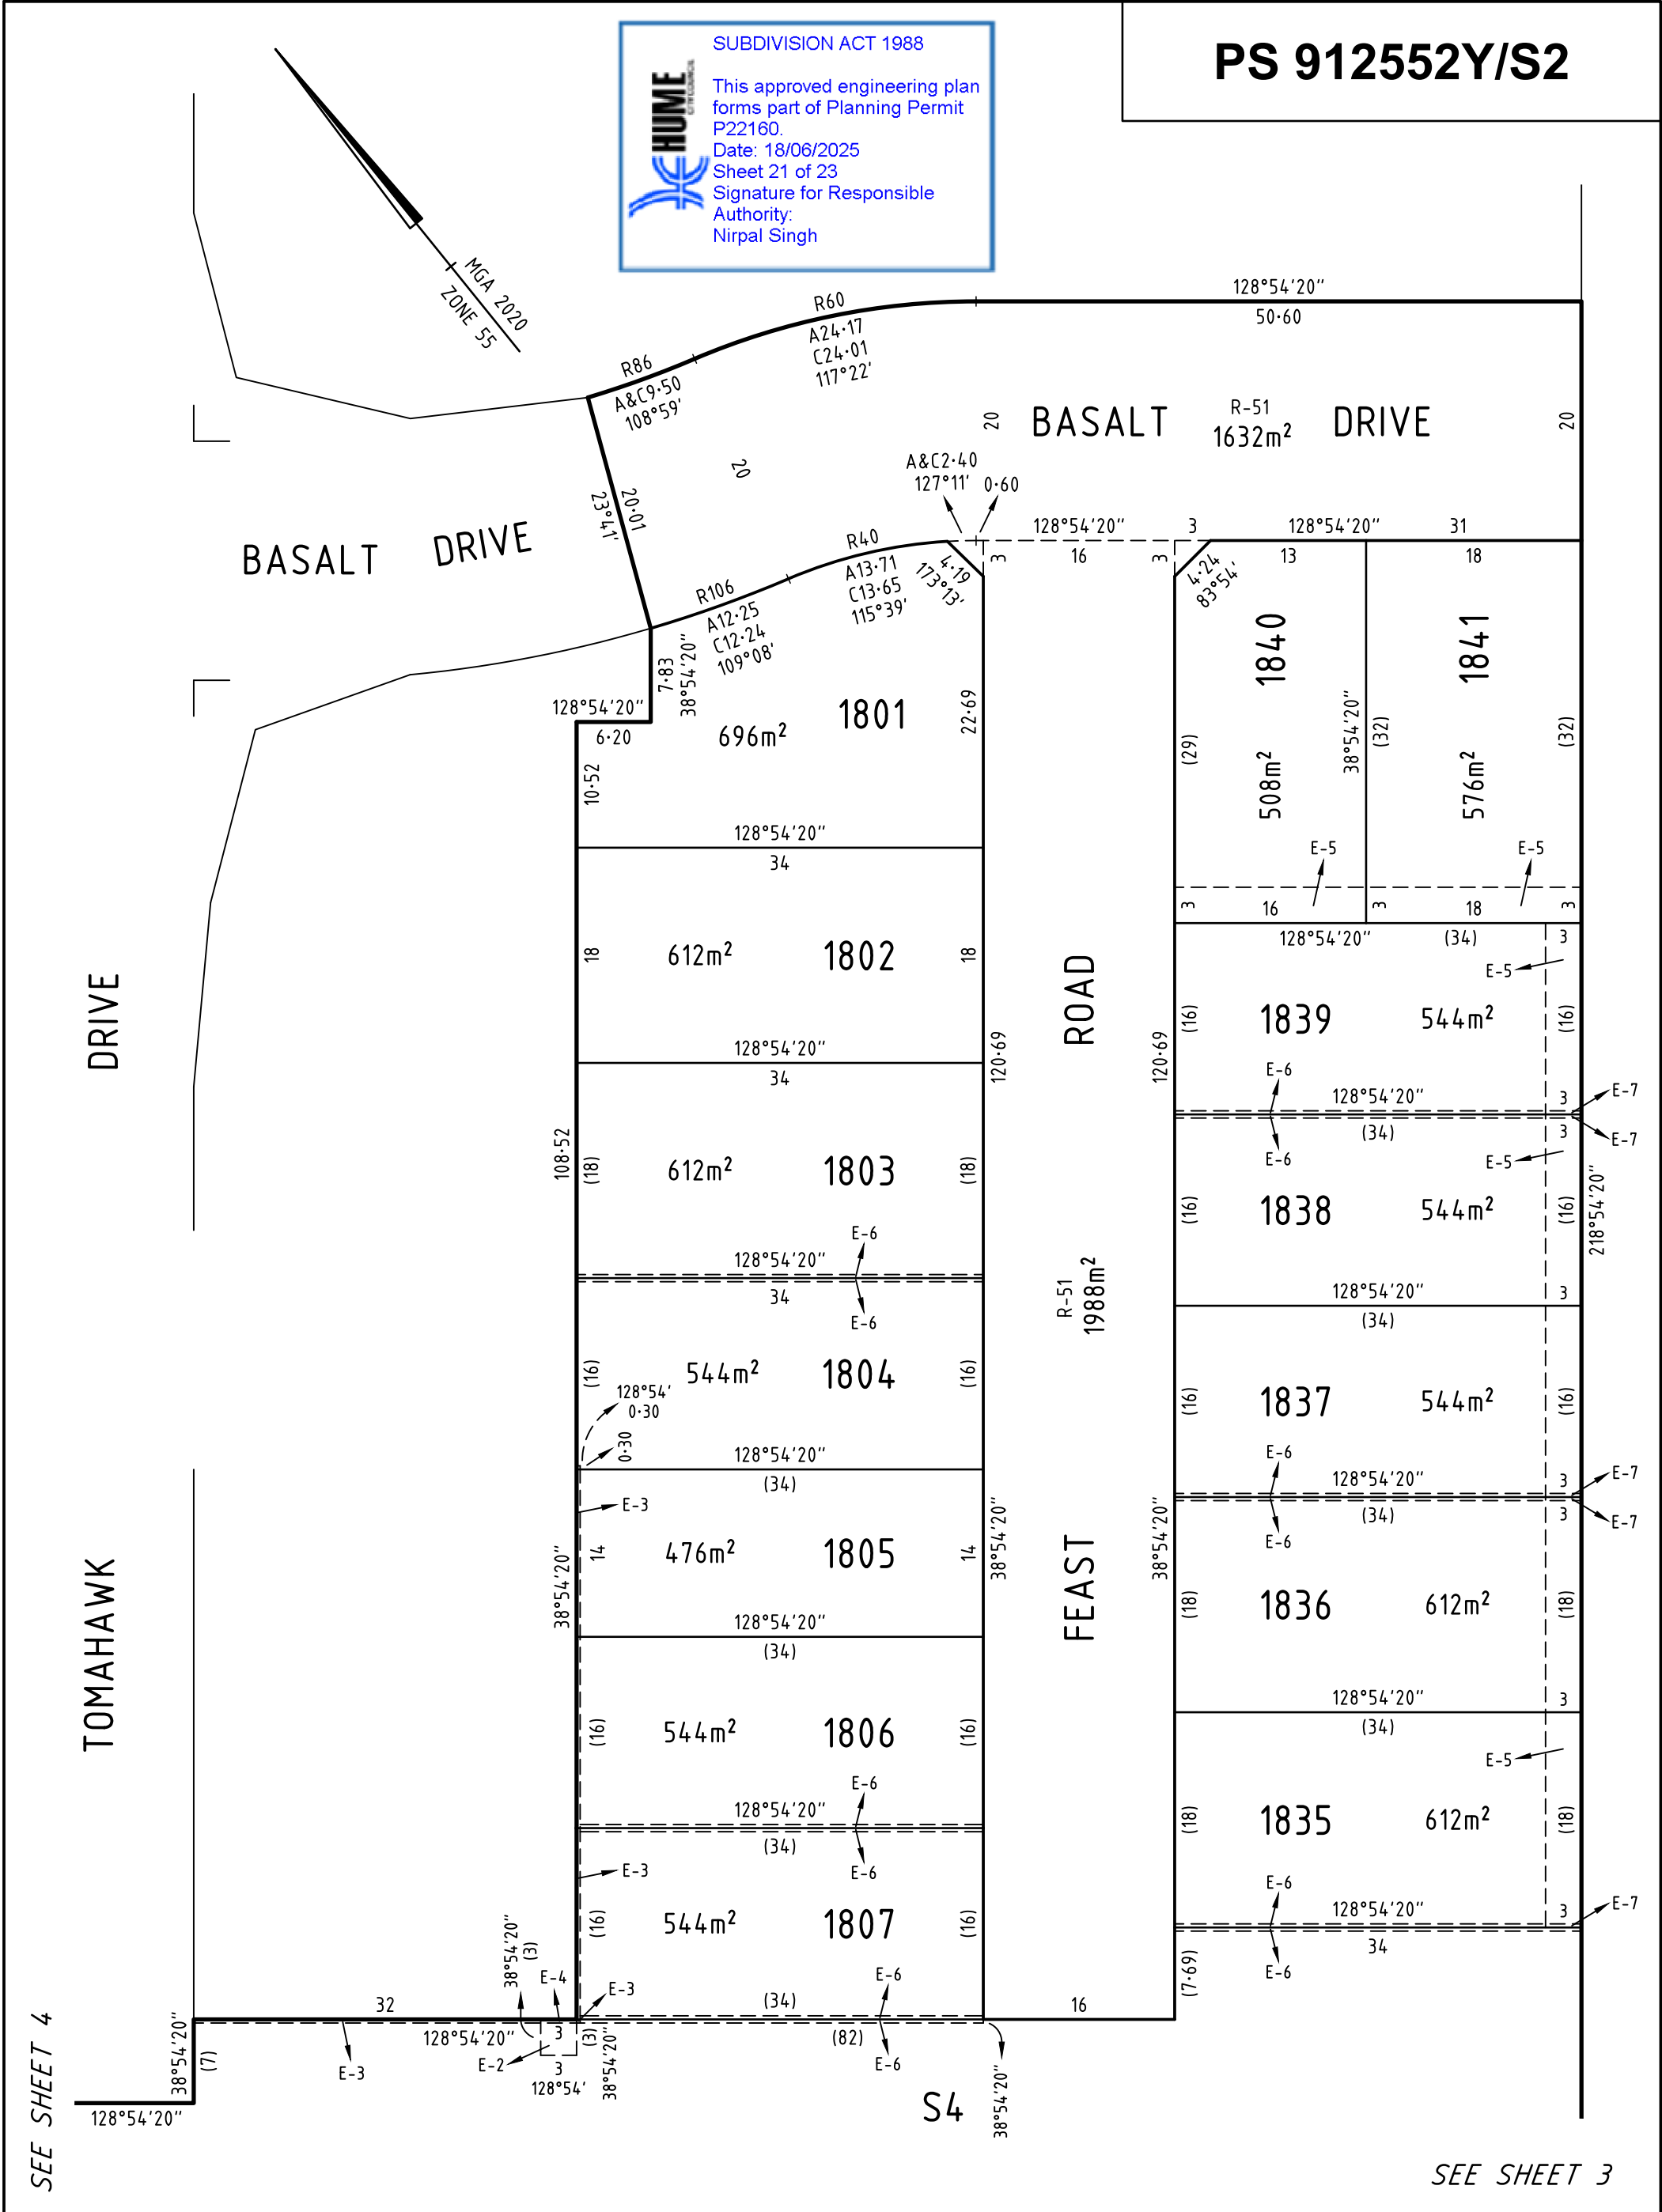 PS 912552Y/S2
HUME
CITY COUNCIL
SUBDIVISION ACT 1988
This approved engineering plan
forms part of Planning Permit
P22160.
Date: 18/06/2025
Sheet 21 of 23
Signature for Responsible
Authority:
Nirpal Singh
MGA 2020
ZONE 55
128°54'20"
50·60
R60
A24·17
C24·01
117°22'
R86
A&C9·50
108°59'
20
BASALT DRIVE
R-51
1632m²
20
20
20·01
23°41'
BASALT DRIVE
A&C2·40
127°11'
0·60
128°54'20"
3
128°54'20"
31
R40
A13·71
C13·65
115°39'
4·19
173°13'
3
16
3
4·24
83°54'
13
18
R106
A12·25
C12·24
109°08'
7·83
38°54'20"
128°54'20"
6·20
10·52
696m²
1801
22·69
128°54'20"
34
1840
508m²
(29)
38°54'20"
(32)
1841
576m²
(32)
E-5
E-5
3
16
3
18
3
128°54'20"
(34)
3
E-5
18
612m²
1802
18
128°54'20"
34
DRIVE
ROAD
120·69
120·69
(16)
1839
544m²
(16)
E-6
128°54'20"
3
E-7
(34)
3
E-7
E-6
E-5
108·52
(18)
612m²
1803
(18)
E-6
128°54'20"
34
E-6
(16)
1838
544m²
(16)
218°54'20"
128°54'20"
3
(34)
R-51
1988m²
(16)
544m²
1804
(16)
128°54'
0·30
0·30
128°54'20"
(34)
(16)
1837
544m²
(16)
E-6
128°54'20"
3
E-7
(34)
3
E-7
E-6
E-3
38°54'20"
14
476m²
1805
14
38°54'20"
38°54'20"
128°54'20"
(34)
TOMAHAWK
FEAST
(18)
1836
612m²
(18)
128°54'20"
3
(34)
E-5
(16)
544m²
1806
(16)
E-6
128°54'20"
(34)
E-6
E-3
(18)
1835
612m²
(18)
E-6
128°54'20"
3
E-7
34
E-6
(7·69)
(16)
544m²
1807
(16)
38°54'20"
(3)
E-4
E-3
E-6
(34)
16
32
128°54'20"
3
(3)
38°54'20"
(82)
E-6
E-2
3
128°54'
E-3
38°54'20"
(7)
128°54'20"
38°54'20"
S4
SEE SHEET 4
SEE SHEET 3